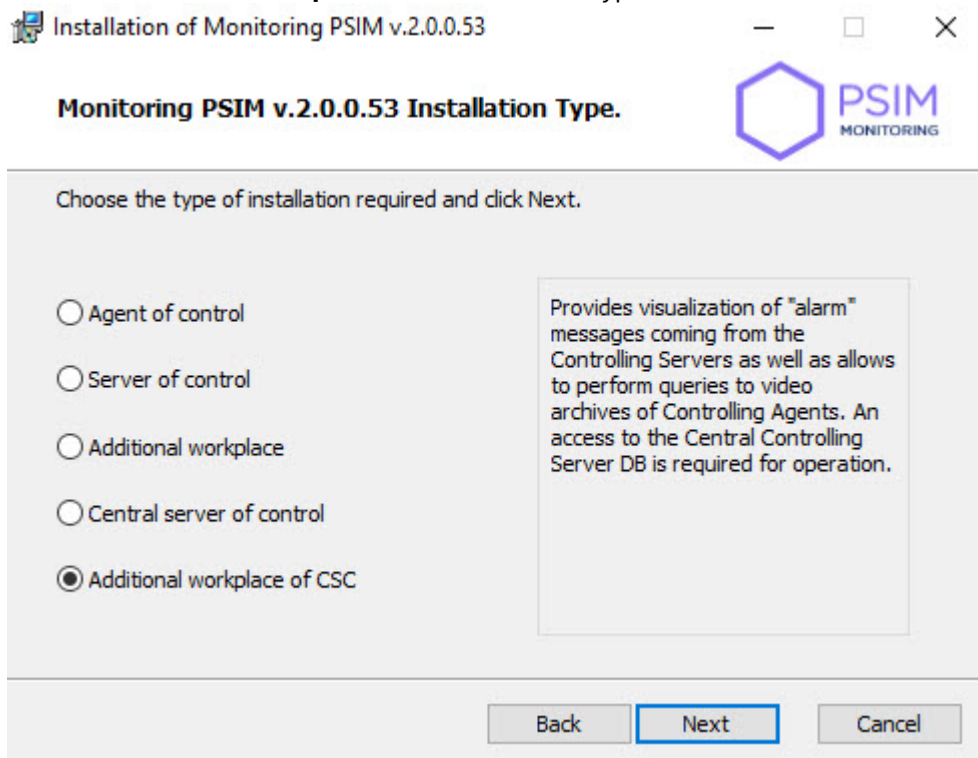 Installation of Monitoring PSIM v.2.0.0.53
Monitoring PSIM v.2.0.0.53 Installation Type.
PSIM
MONITORING
Choose the type of installation required and click Next.
Agent of control
Server of control
Additional workplace
Central server of control
Additional workplace of CSC
Provides visualization of "alarm"
messages coming from the
Controlling Servers as well as allows
to perform queries to video
archives of Controlling Agents. An
access to the Central Controlling
Server DB is required for operation.
Back
Next
Cancel